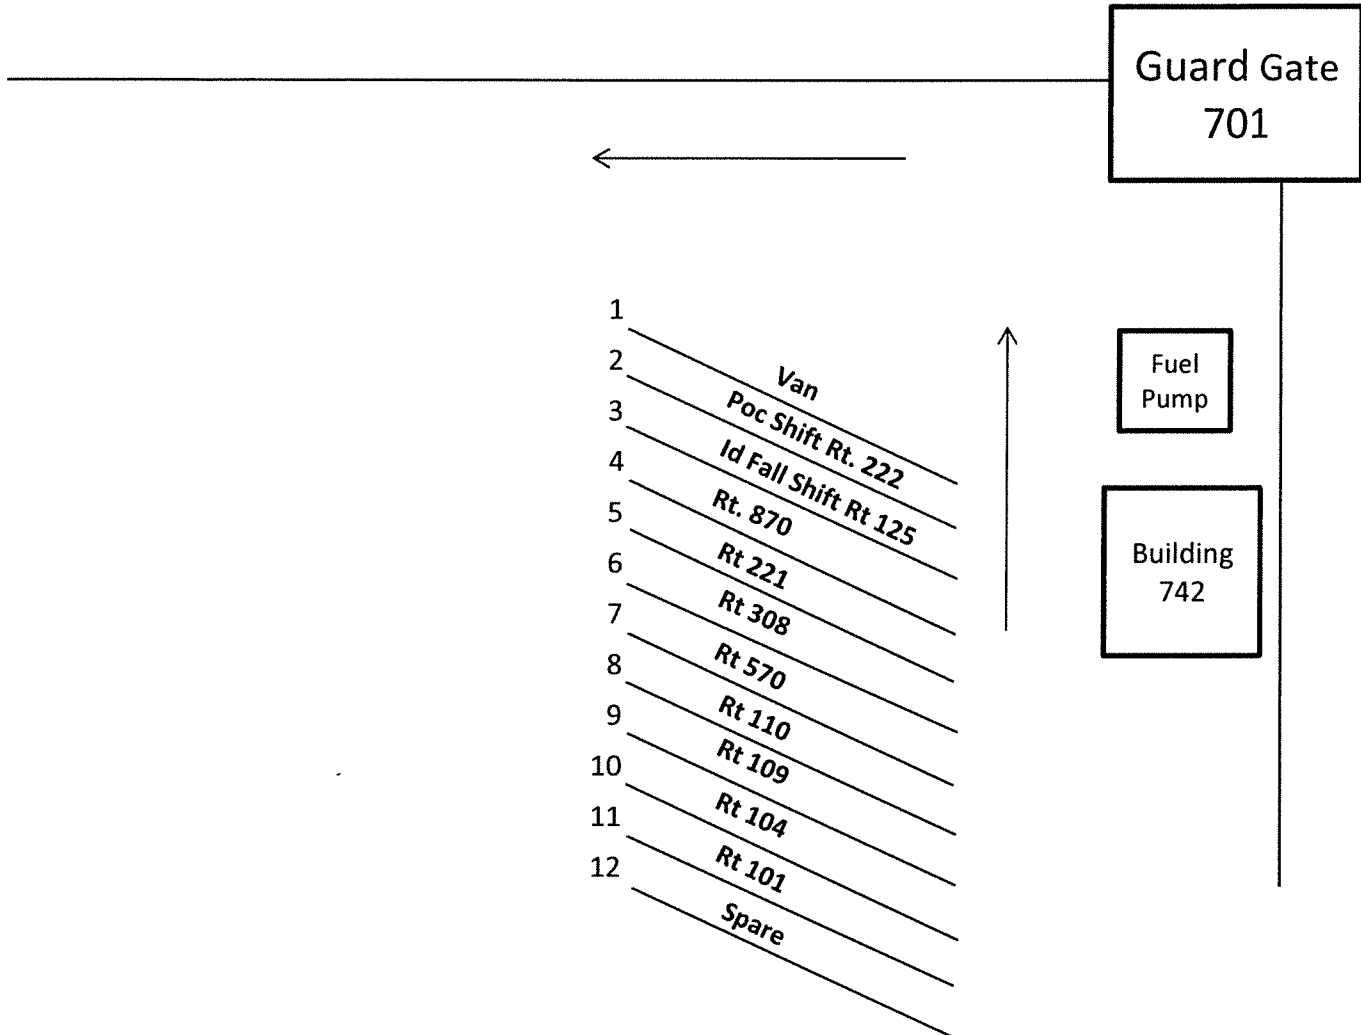 Guard Gate
701
1
Van
2
Poc Shift Rt. 222
3
Id Fall Shift Rt 125
4
Rt. 870
5
Rt 221
6
Rt 308
7
Rt 570
8
Rt 110
9
Rt 109
10
Rt 104
11
Rt 101
12
Spare
Fuel
Pump
Building
742